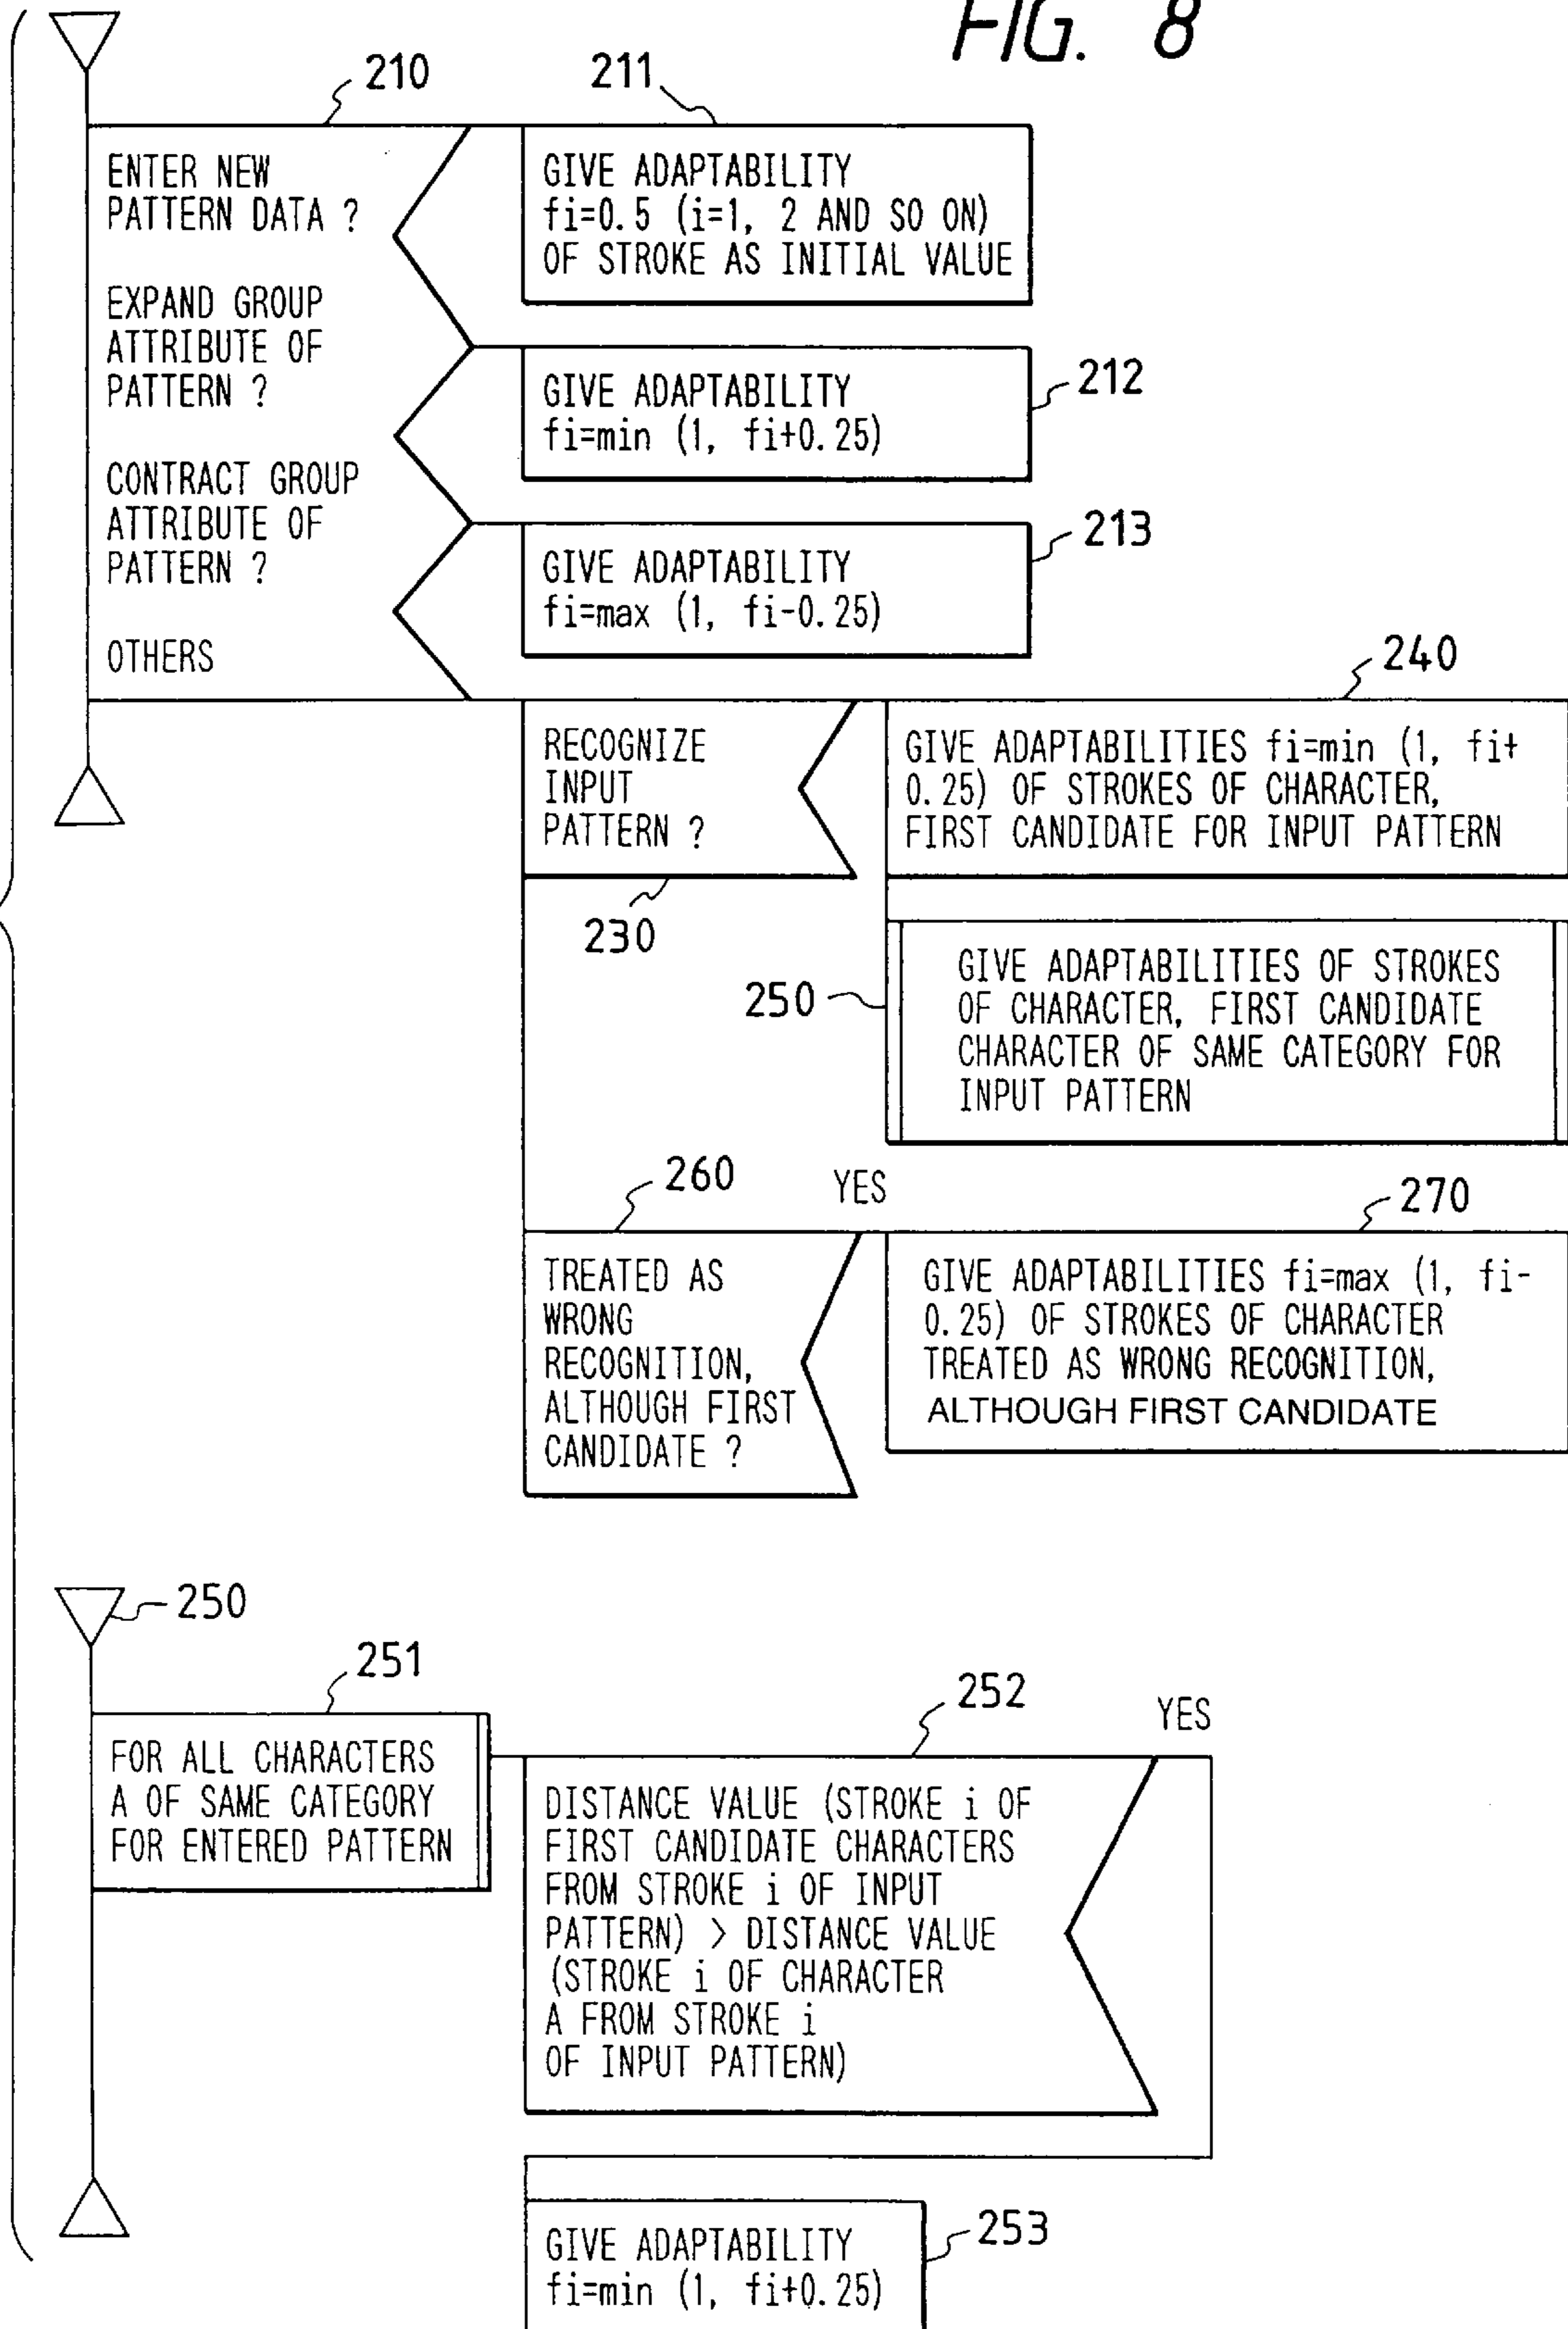 FIG. 8
210
211
ENTER NEW
PATTERN DATA ?
EXPAND GROUP
ATTRIBUTE OF
PATTERN ?
CONTRACT GROUP
ATTRIBUTE OF
PATTERN ?
OTHERS
GIVE ADAPTABILITY
fi=0.5 (i=1, 2 AND SO ON)
OF STROKE AS INITIAL VALUE
212
GIVE ADAPTABILITY
fi=min (1, fi+0.25)
213
GIVE ADAPTABILITY
fi=max (1, fi-0.25)
240
RECOGNIZE
INPUT
PATTERN ?
230
GIVE ADAPTABILITIES fi=min (1, fi+
0.25) OF STROKES OF CHARACTER,
FIRST CANDIDATE FOR INPUT PATTERN
250
GIVE ADAPTABILITIES OF STROKES
OF CHARACTER, FIRST CANDIDATE
CHARACTER OF SAME CATEGORY FOR
INPUT PATTERN
260
YES
270
TREATED AS
WRONG
RECOGNITION,
ALTHOUGH FIRST
CANDIDATE ?
GIVE ADAPTABILITIES fi=max (1, fi-
0.25) OF STROKES OF CHARACTER
TREATED AS WRONG RECOGNITION,
ALTHOUGH FIRST CANDIDATE
250
251
FOR ALL CHARACTERS
A OF SAME CATEGORY
FOR ENTERED PATTERN
252
YES
DISTANCE VALUE (STROKE i OF
FIRST CANDIDATE CHARACTERS
FROM STROKE i OF INPUT
PATTERN) > DISTANCE VALUE
(STROKE i OF CHARACTER
A FROM STROKE i
OF INPUT PATTERN)
253
GIVE ADAPTABILITY
fi=min (1, fi+0.25)